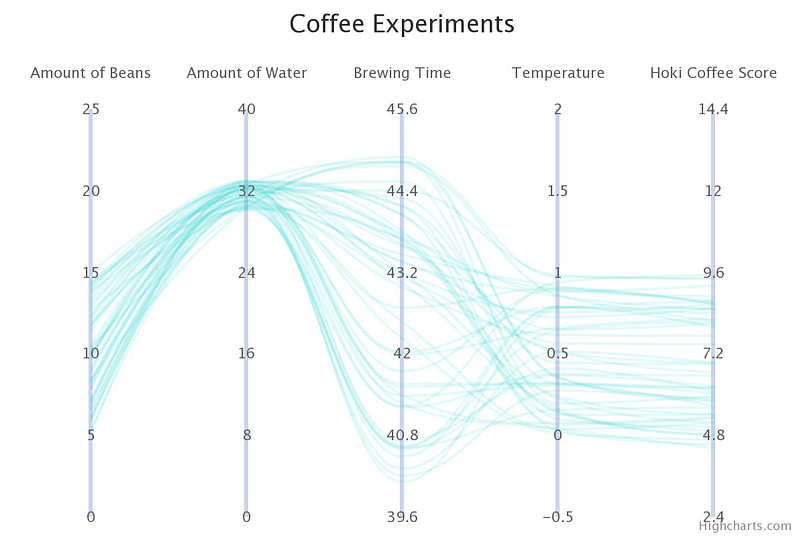 Coffee Experiments
Amount of Beans Amount of Water Brewing Time Temperature Hoki Coffee Score
25 40 45.6 2 14.4
20 32 44.4 1.5 12
15 24 43.2 1 9.6
10 16 42 0.5 7.2
5 8 40.8 0 4.8
0 0 39.6 −0.5 2.4
Highcharts.com